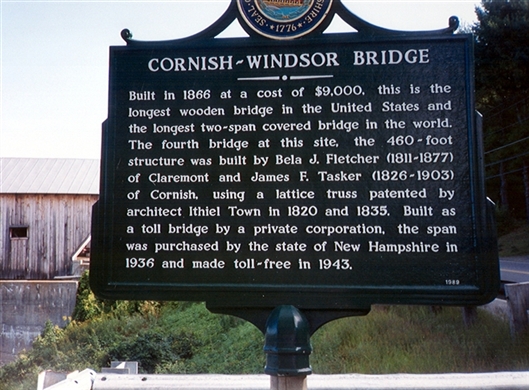 SEAL
SHIRE
1776
CORNISH-WINDSOR BRIDGE
Built in 1866 at a cost of $9,000, this is the
longest wooden bridge in the United States and
the longest two-span covered bridge in the world.
The fourth bridge at this site, the 460-foot
structure was built by Bela J. Fletcher (1811-1877)
of Claremont and James F. Tasker (1826-1903)
of Cornish, using a lattice truss patented by
architect Ithiel Town in 1820 and 1835. Built as
a toll bridge by a private corporation, the span
was purchased by the state of New Hampshire in
1936 and made toll-free in 1943.